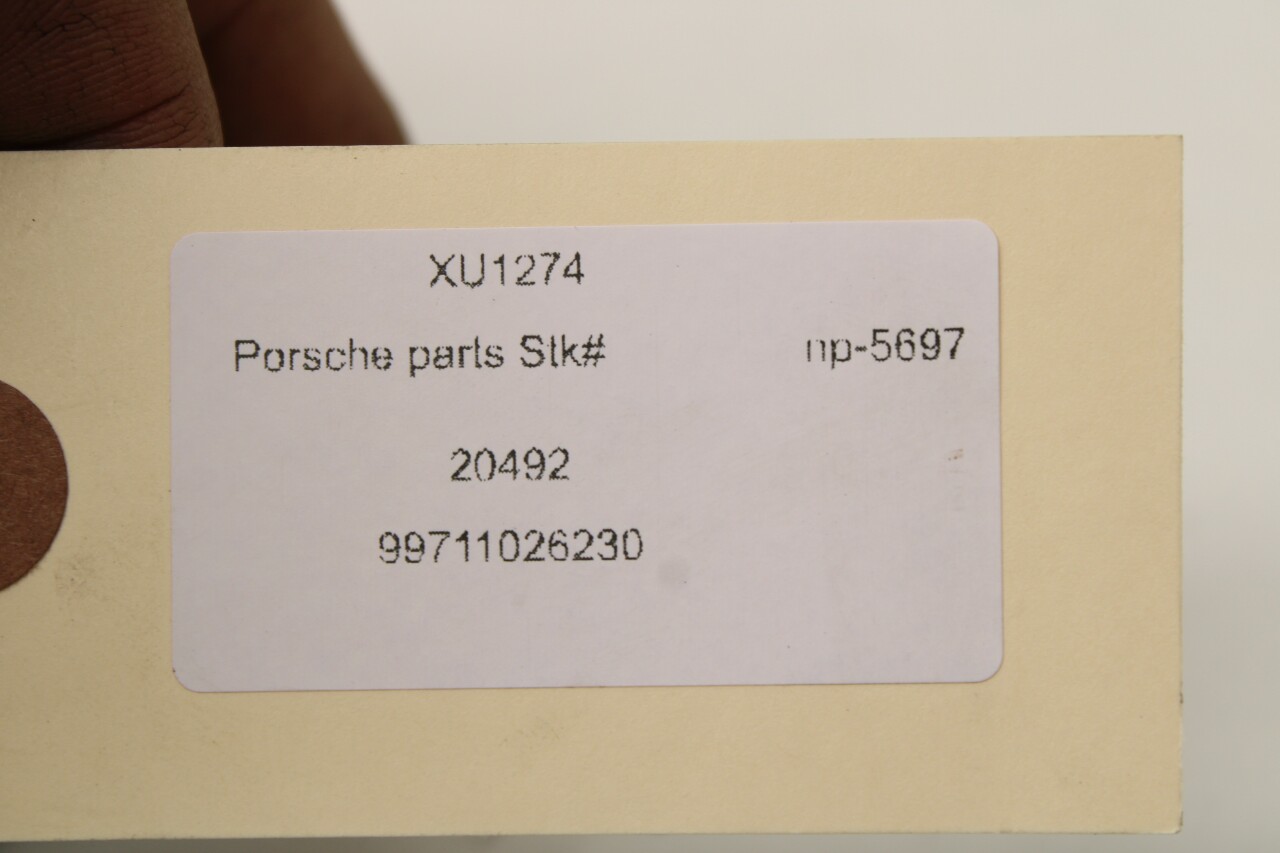 XU1274
Porsche parts Stk# np-5697
20492
99711026230